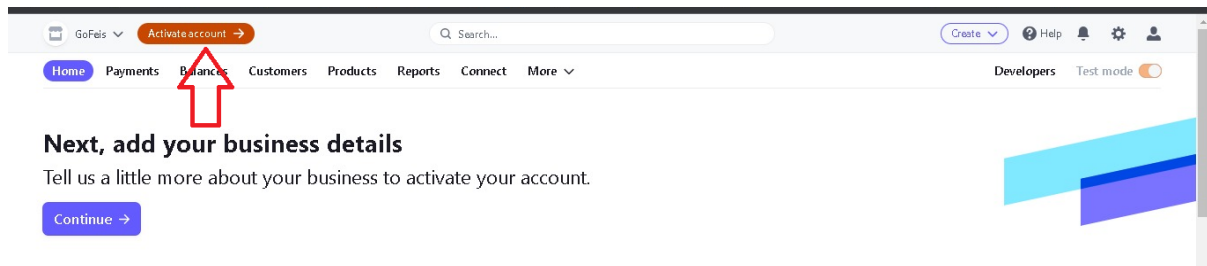 GoFeis Activate account → Search... Create Help
Home Payments Balances Customers Products Reports Connect More Developers Test mode
Next, add your business details
Tell us a little more about your business to activate your account.
Continue →